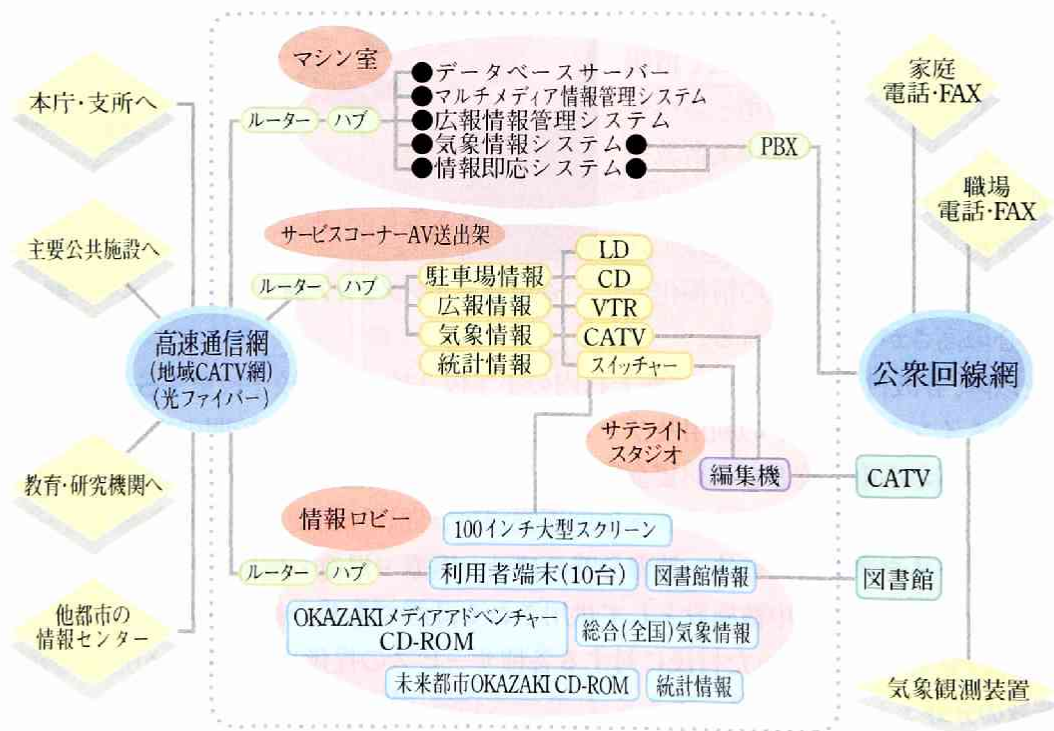 本庁・支所へ
主要公共施設へ
高速通信網
(地域CATV網)
(光ファイバー)
教育・研究機関へ
他都市の
情報センター
マシン室
ルーター
ハブ
●データベースサーバー
●マルチメディア情報管理システム
●広報情報管理システム
●気象情報システム●
●情報即応システム●
PBX
サービスコーナーAV送出架
ルーター
ハブ
駐車場情報
広報情報
気象情報
統計情報
LD
CD
VTR
CATV
スイッチャー
サテライト
スタジオ
編集機
CATV
情報ロビー
100インチ大型スクリーン
ルーター
ハブ
利用者端末(10台)
図書館情報
図書館
OKAZAKIメディアアドベンチャー
CD-ROM
総合(全国)気象情報
未来都市OKAZAKI CD-ROM
統計情報
家庭
電話・FAX
職場
電話・FAX
公衆回線網
気象観測装置